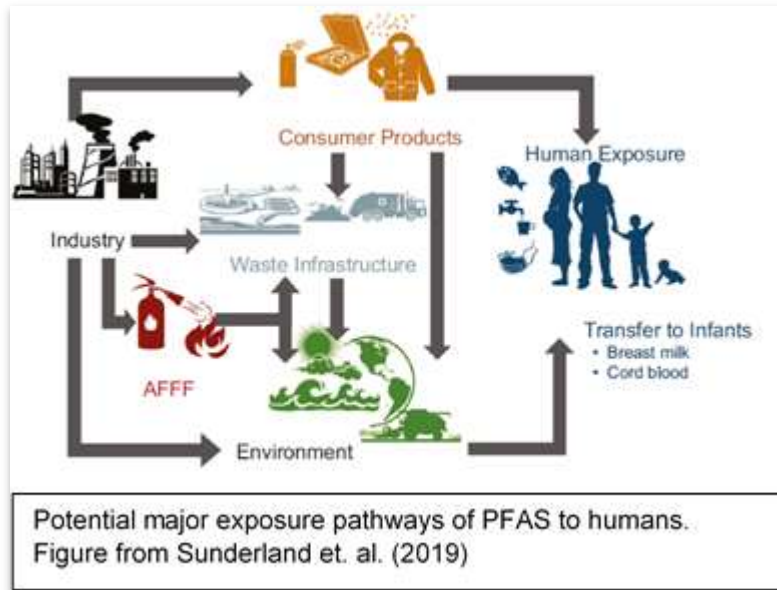 Consumer Products
Human Exposure
Industry
Waste Infrastructure
AFFF
Transfer to Infants
• Breast milk
• Cord blood
Environment
Potential major exposure pathways of PFAS to humans.
Figure from Sunderland et. al. (2019)